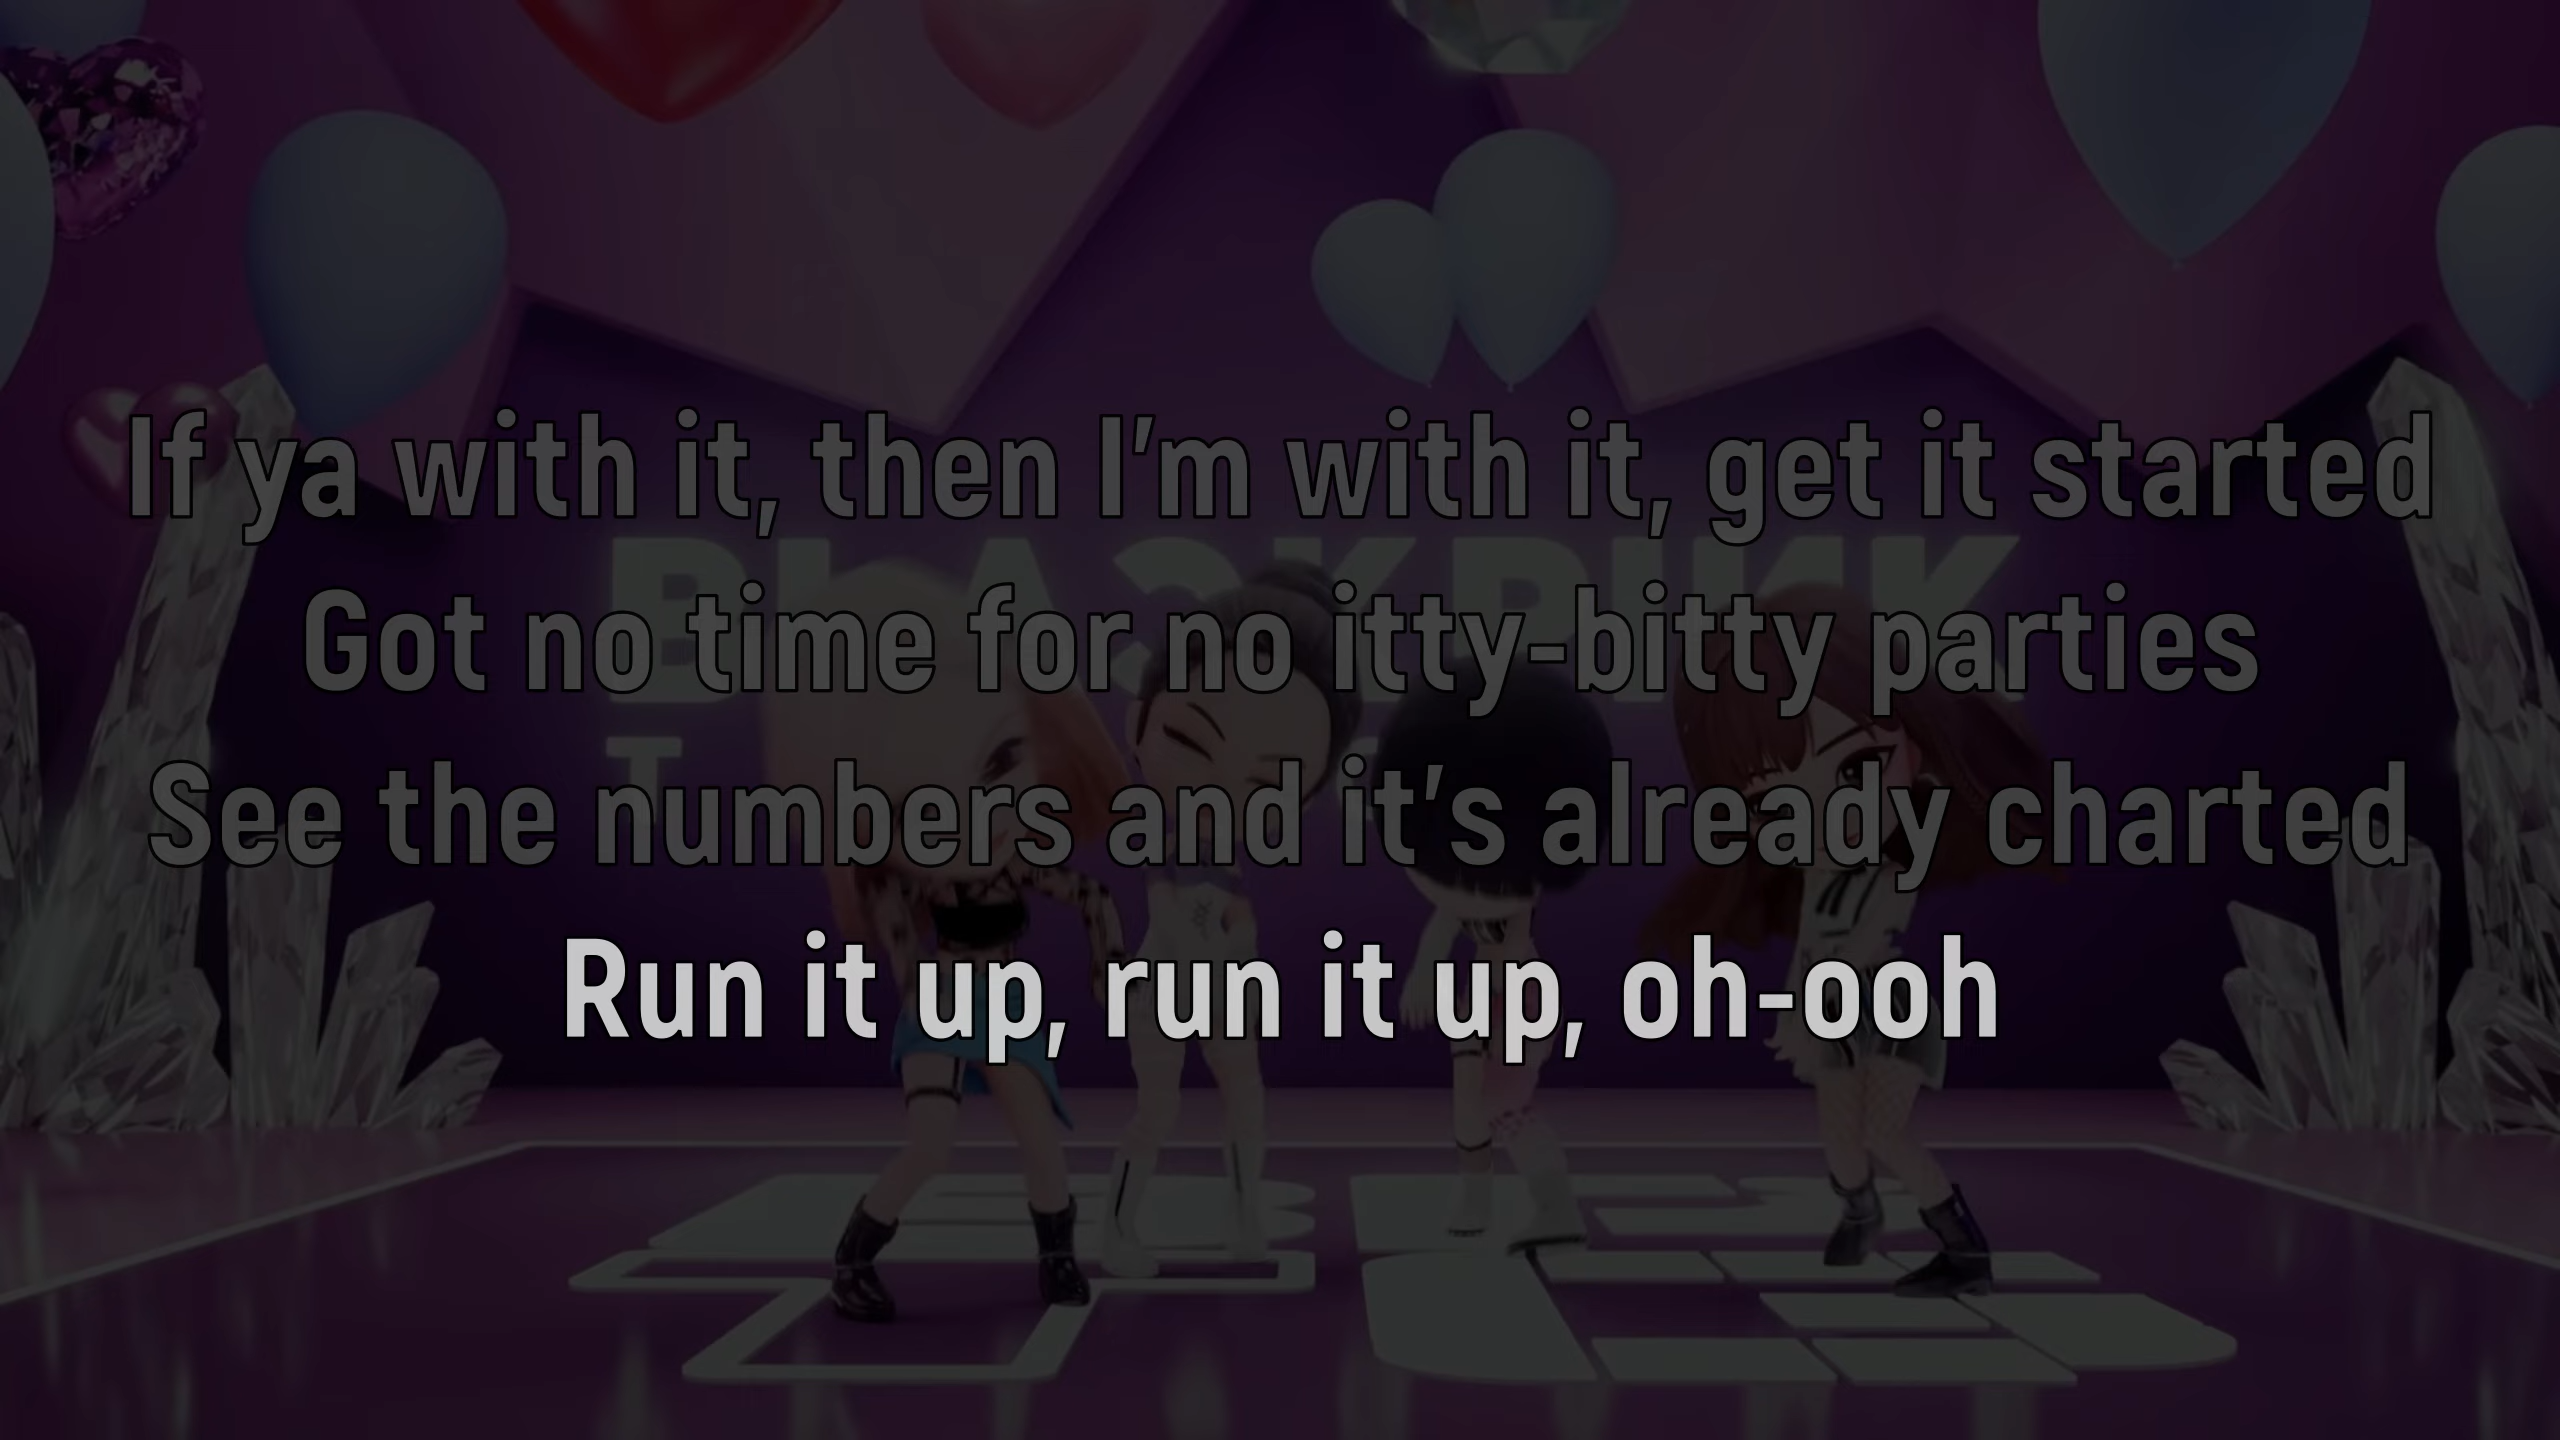 If ya with it, then I'm with it, get it started
BLACKPINK
Got no time for no itty-bitty parties
See the numbers and it's already charted
Run it up, run it up, oh-ooh